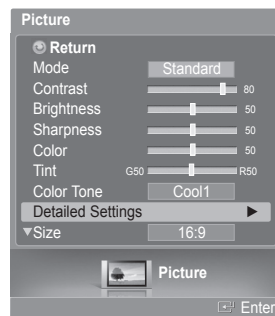 Picture
Return
Mode Standard
Contrast 80
Brightness 50
Sharpness 50
Color 50
Tint G50 R50
Color Tone Cool1
Detailed Settings ►
▼Size 16:9
Picture
Enter